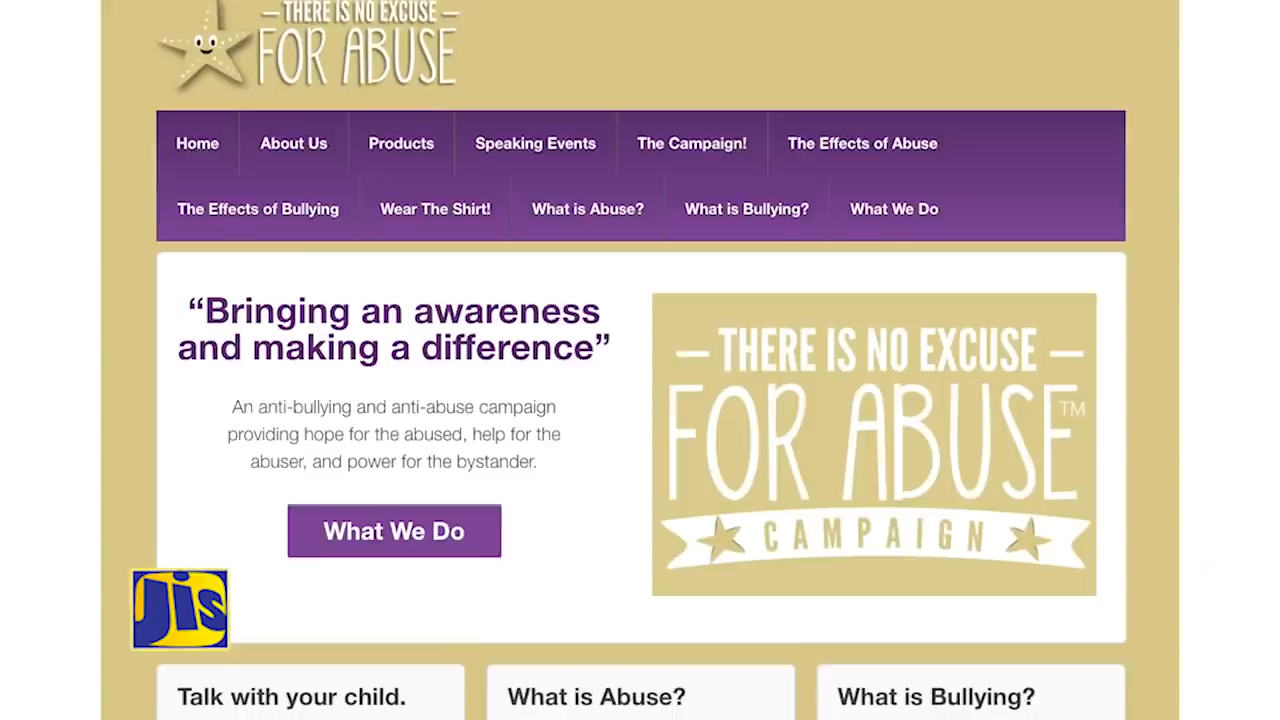 — THERE IS NO EXCUSE —
FOR ABUSE
Home
About Us
Products
Speaking Events
The Campaign!
The Effects of Abuse
The Effects of Bullying
Wear The Shirt!
What is Abuse?
What is Bullying?
What We Do
“Bringing an awareness
and making a difference”
An anti-bullying and anti-abuse campaign
providing hope for the abused, help for the
abuser, and power for the bystander.
What We Do
— THERE IS NO EXCUSE —
FOR ABUSE™
CAMPAIGN
Jis
Talk with your child.
What is Abuse?
What is Bullying?